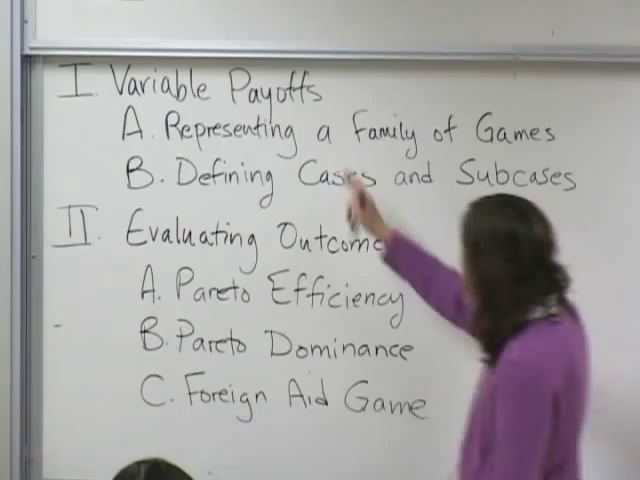 I. Variable Payoffs
A. Representing a Family of Games
B. Defining Cases and Subcases
II. Evaluating Outcome
A. Pareto Efficiency
B. Pareto Dominance
C. Foreign Aid Game